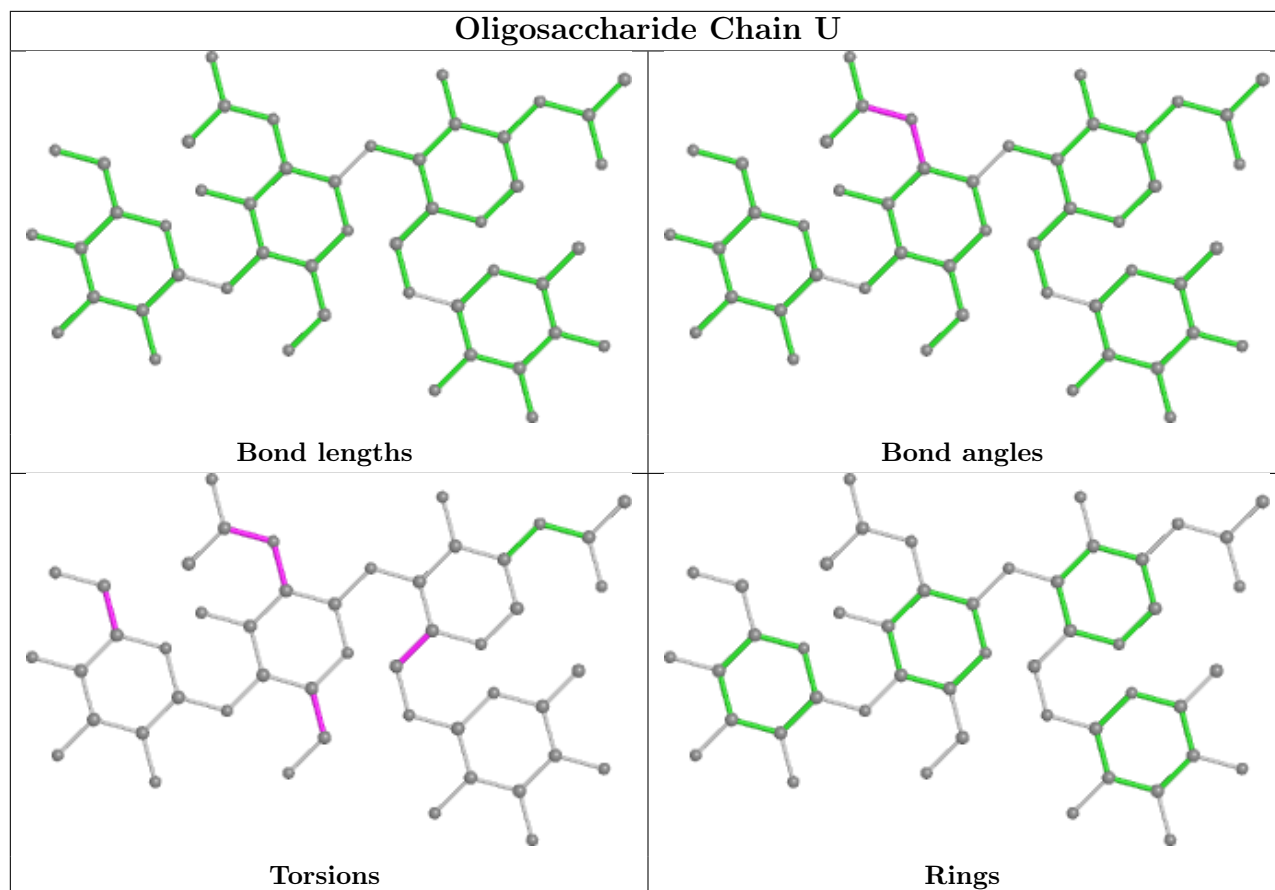 Oligosaccharide Chain U
Bond lengths
Bond angles
Torsions
Rings